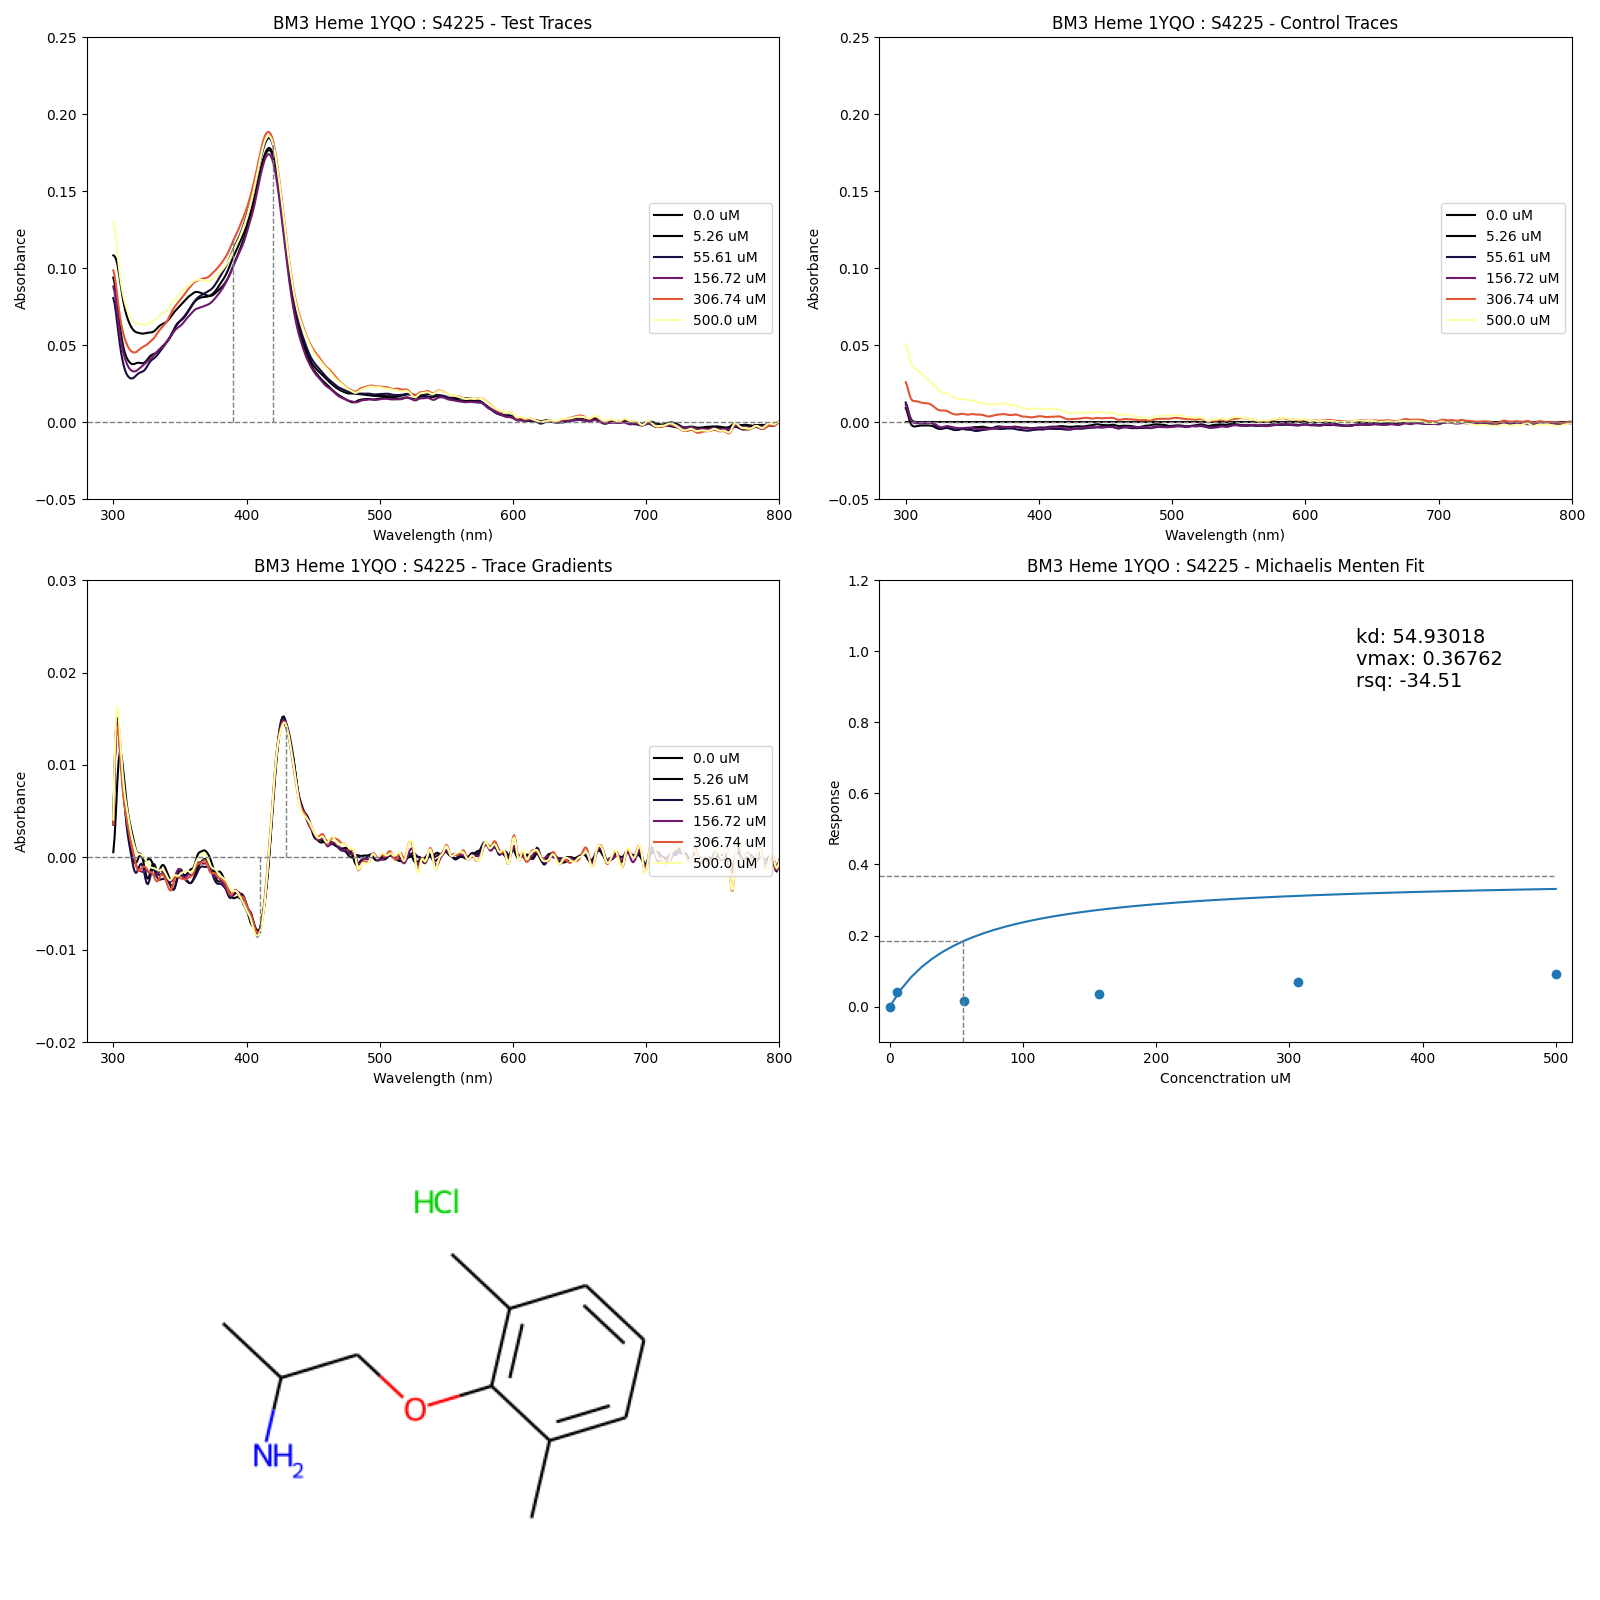 BM3 Heme 1YQO : S4225 - Test Traces
0.25
0.20
0.15
0.10
0.05
0.00
−0.05
Absorbance
300
400
500
600
700
800
Wavelength (nm)
0.0 uM
5.26 uM
55.61 uM
156.72 uM
306.74 uM
500.0 uM
BM3 Heme 1YQO : S4225 - Control Traces
0.25
0.20
0.15
0.10
0.05
0.00
−0.05
Absorbance
300
400
500
600
700
800
Wavelength (nm)
0.0 uM
5.26 uM
55.61 uM
156.72 uM
306.74 uM
500.0 uM
BM3 Heme 1YQO : S4225 - Trace Gradients
0.03
0.02
0.01
0.00
−0.01
−0.02
Absorbance
300
400
500
600
700
800
Wavelength (nm)
0.0 uM
5.26 uM
55.61 uM
156.72 uM
306.74 uM
500.0 uM
BM3 Heme 1YQO : S4225 - Michaelis Menten Fit
1.2
1.0
0.8
0.6
0.4
0.2
0.0
Response
0
100
200
300
400
500
Concenctration uM
kd: 54.93018
vmax: 0.36762
rsq: -34.51
HCl
O
NH2